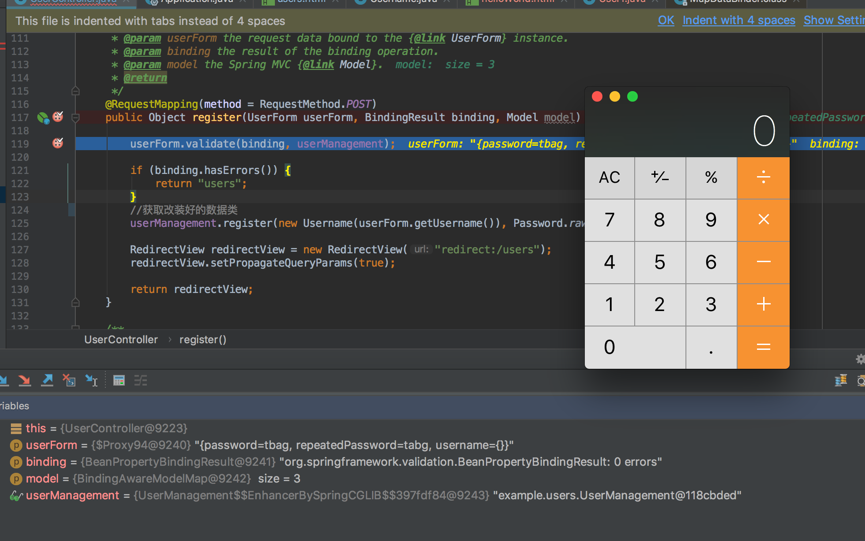 UserController.java
Application.java
users.html
Username.java
helloworld.html
User.java
MapDataBinder.class
This file is indented with tabs instead of 4 spaces
OK Indent with 4 spaces Show Settin
111 * @param userForm the request data bound to the {@link UserForm} instance.
112 * @param binding the result of the binding operation.
113 * @param model the Spring MVC {@link Model}. model: size = 3
114 * @return
115 */
116 @RequestMapping(method = RequestMethod.POST)
117 public Object register(UserForm userForm, BindingResult binding, Model model) epeatedPasswor
118
119 userForm.validate(binding, userManagement); userForm: "{password=tbag, re " binding:
120
121 if (binding.hasErrors()) {
122 return "users";
123 }
124 //获取改装好的数据类
125 userManagement.register(new Username(userForm.getUsername()), Password.raw
126
127 RedirectView redirectView = new RedirectView( url: "redirect:/users");
128 redirectView.setPropagateQueryParams(true);
129
130 return redirectView;
131 }
132
133 /**
0
AC +∕− % ÷
7 8 9 ×
4 5 6 −
1 2 3 +
0 . =
UserController › register()
riables
this = {UserController@9223}
userForm = {$Proxy94@9240} "{password=tbag, repeatedPassword=tabg, username={}}"
binding = {BeanPropertyBindingResult@9241} "org.springframework.validation.BeanPropertyBindingResult: 0 errors"
model = {BindingAwareModelMap@9242} size = 3
userManagement = {UserManagement$$EnhancerBySpringCGLIB$$397fdf84@9243} "example.users.UserManagement@118cbded"